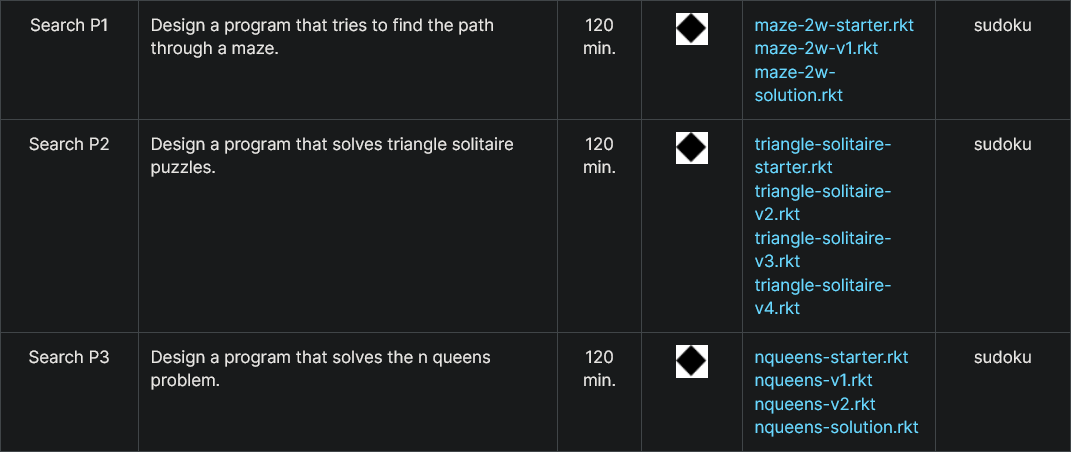 Search P1
Design a program that tries to find the path
through a maze.
120
min.
maze-2w-starter.rkt
maze-2w-v1.rkt
maze-2w-
solution.rkt
sudoku
Search P2
Design a program that solves triangle solitaire
puzzles.
120
min.
triangle-solitaire-
starter.rkt
triangle-solitaire-
v2.rkt
triangle-solitaire-
v3.rkt
triangle-solitaire-
v4.rkt
sudoku
Search P3
Design a program that solves the n queens
problem.
120
min.
nqueens-starter.rkt
nqueens-v1.rkt
nqueens-v2.rkt
nqueens-solution.rkt
sudoku